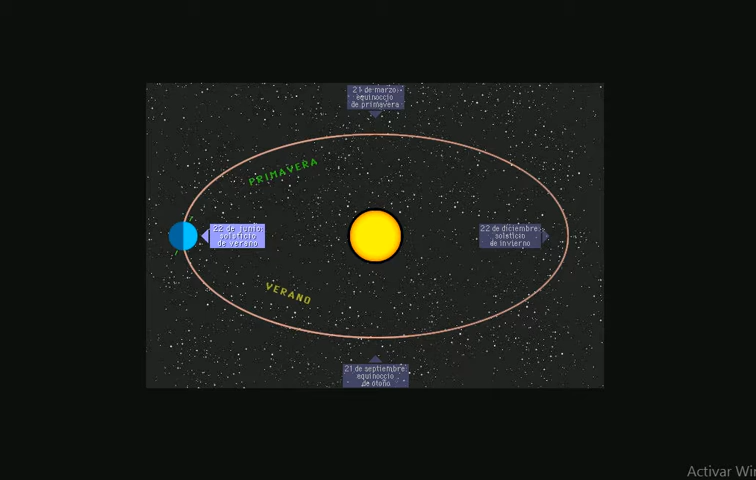 21 de marzo:
equinoccio
de primavera
PRIMAVERA
22 de junio:
solsticio
de verano
22 de diciembre:
solsticio
de invierno
VERANO
21 de septiembre:
equinoccio
de otoño
Activar Win